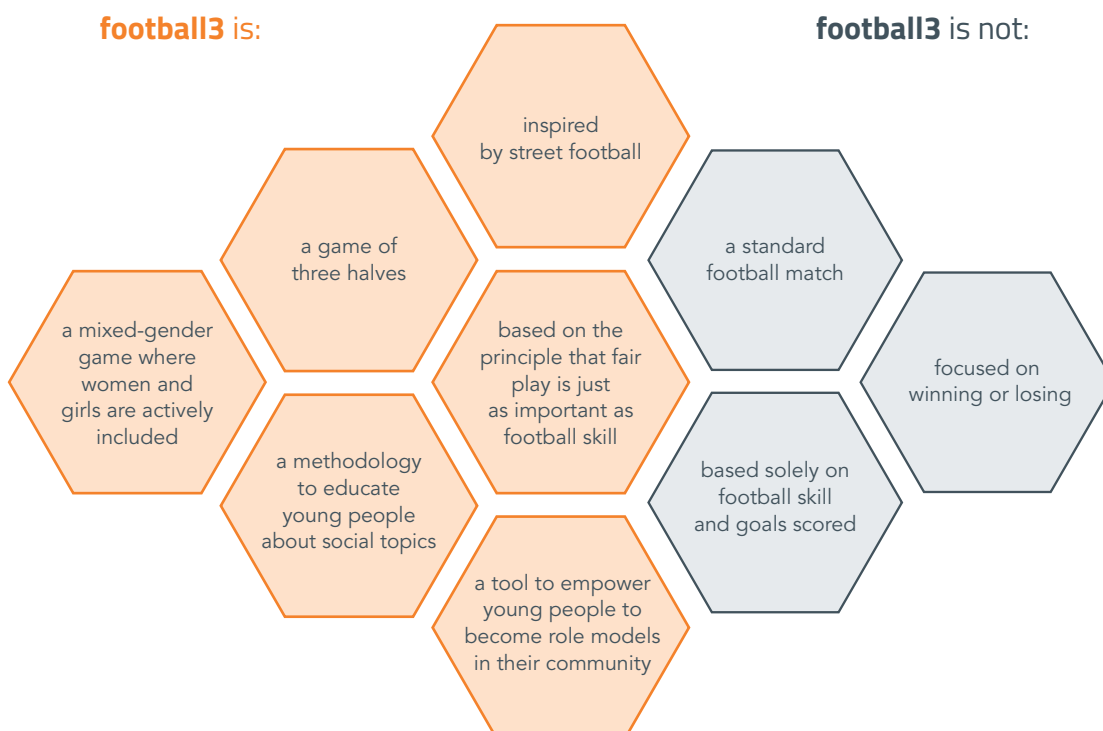 football3 is:
football3 is not:
inspired
by street football
a game of
three halves
a standard
football match
a mixed-gender
game where
women and
girls are actively
included
based on the
principle that fair
play is just
as important as
football skill
focused on
winning or losing
a methodology
to educate
young people
about social topics
based solely on
football skill
and goals scored
a tool to empower
young people to
become role models
in their community